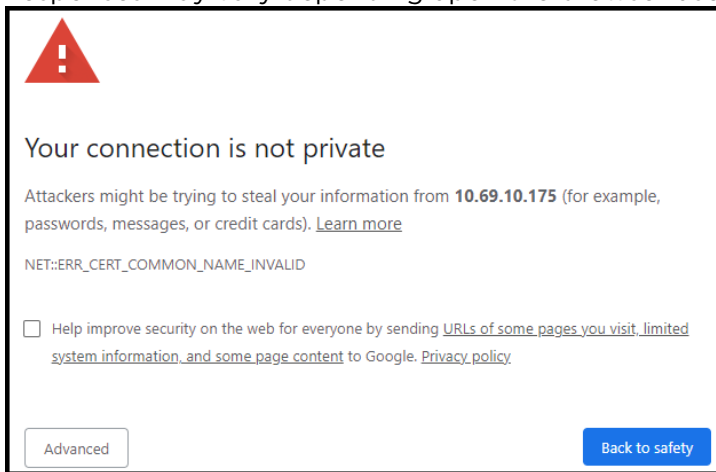 Your connection is not private
Attackers might be trying to steal your information from 10.69.10.175 (for example,
passwords, messages, or credit cards). Learn more
NET::ERR_CERT_COMMON_NAME_INVALID
Help improve security on the web for everyone by sending URLs of some pages you visit, limited
system information, and some page content to Google. Privacy policy
Advanced Back to safety